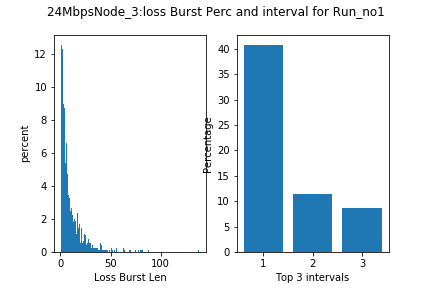 24MbpsNode_3:loss Burst Perc and interval for Run_no1
percent
12
10
8
6
4
2
0
0 50 100
Loss Burst Len
Percentage
40
35
30
25
20
15
10
5
0
1 2 3
Top 3 intervals